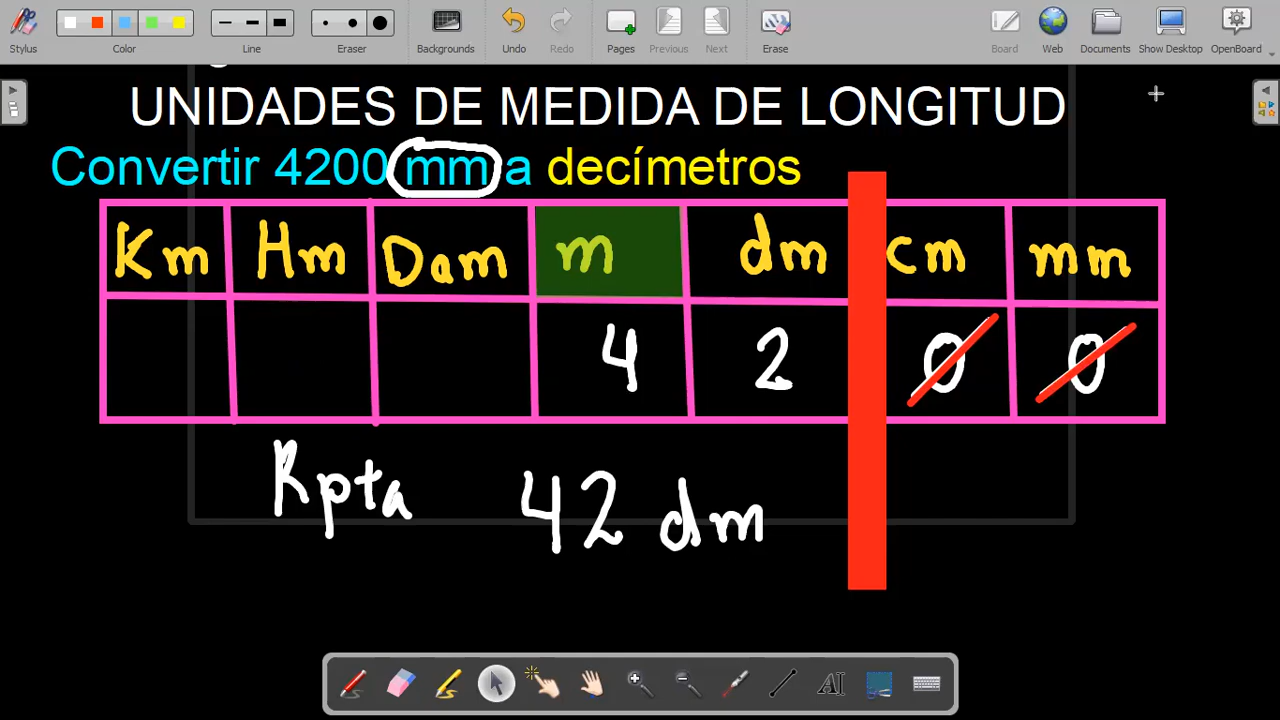 Stylus Color Line Eraser Backgrounds Undo Redo Pages Previous Next Erase Board Web Documents Show Desktop OpenBoard
UNIDADES DE MEDIDA DE LONGITUD
Convertir 4200 mm a decímetros
Km Hm Dam m dm cm mm
4 2 0 0
Rpta 42 dm
AI